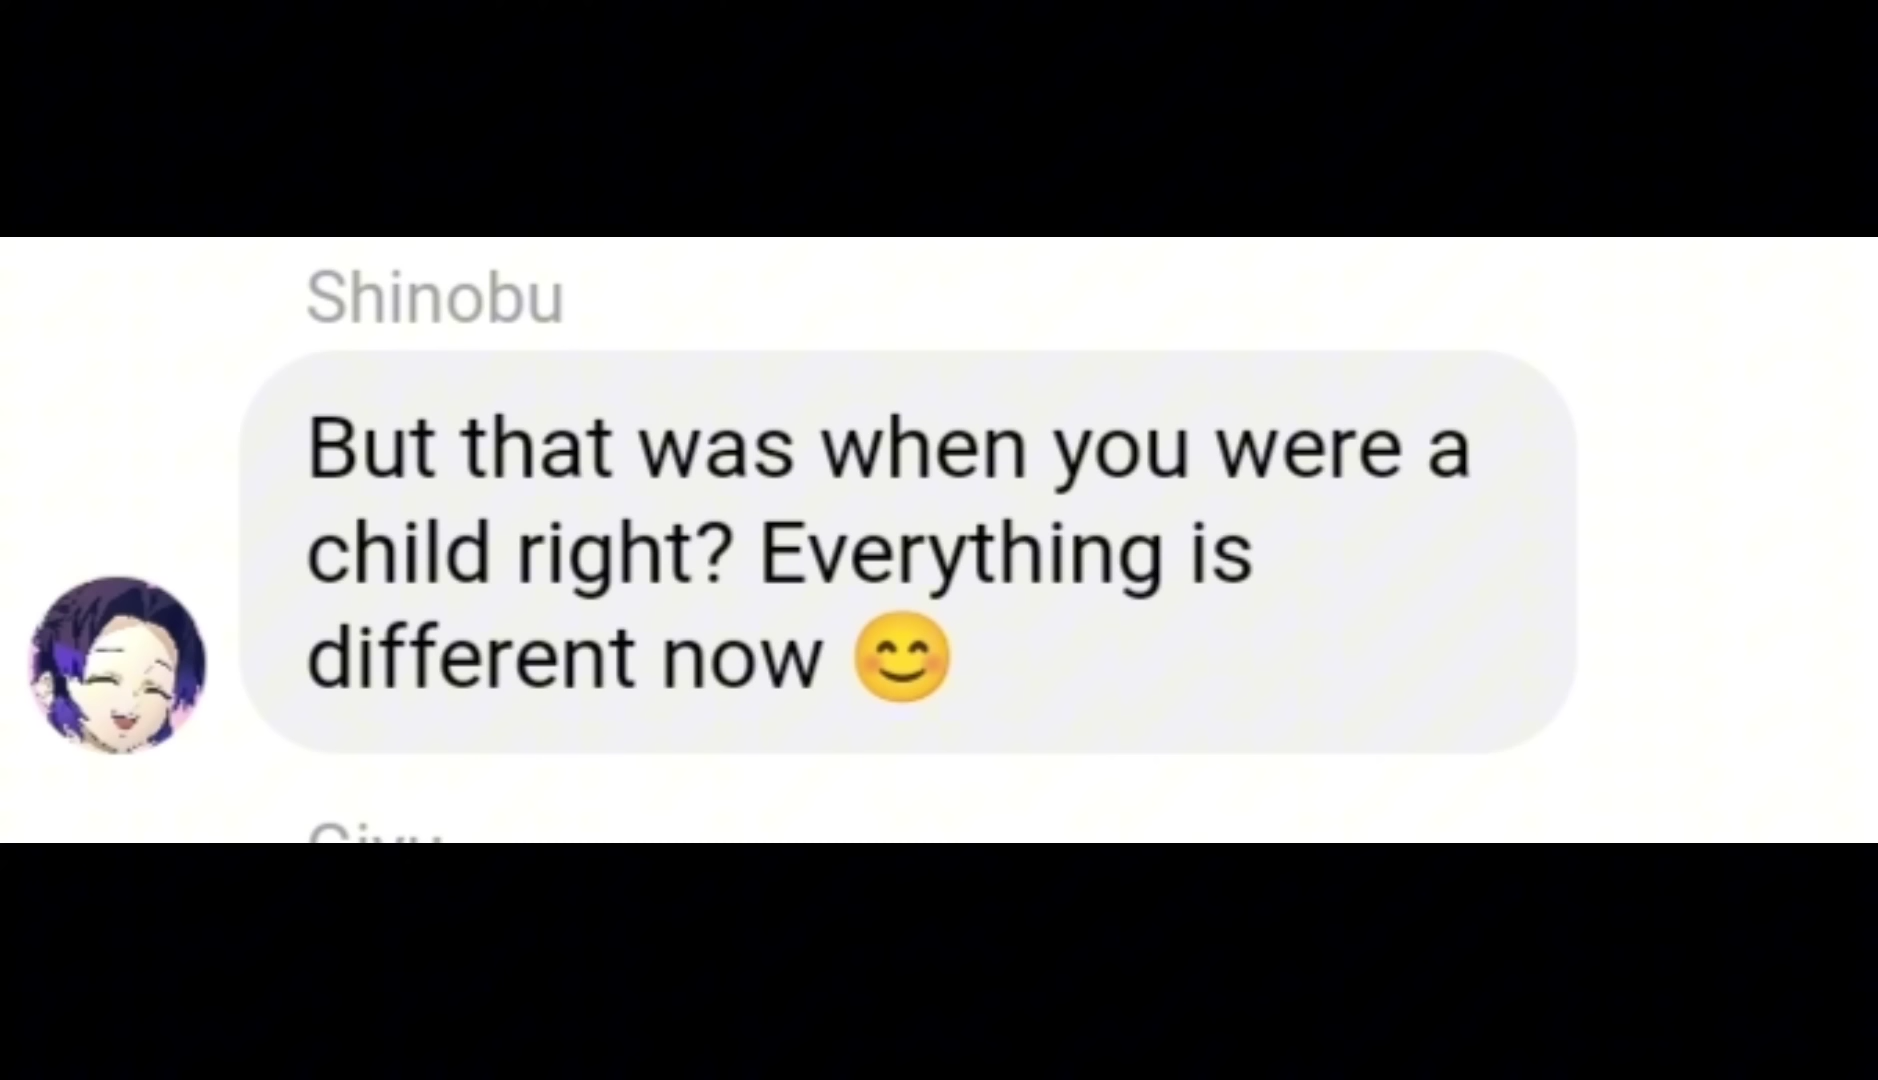 Shinobu
But that was when you were a
child right? Everything is
different now 😊